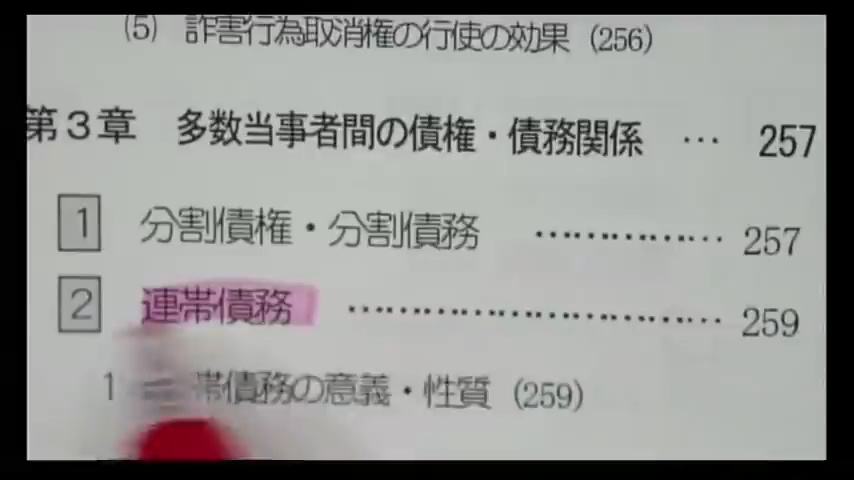 (5) 詐害行為取消権の行使の効果 (256)
第3章 多数当事者間の債権・債務関係 … 257
1 分割債権・分割債務 …………… 257
2 連帯債務 ………………………… 259
1 帯債務の意義・性質 (259)